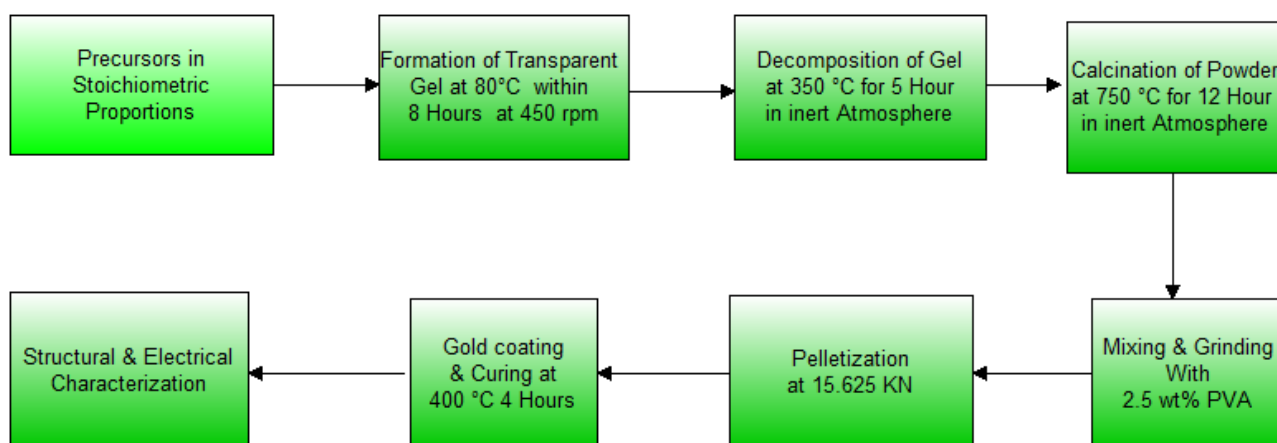 Precursors in
Stoichiometric
Proportions
Formation of Transparent
Gel at 80°C within
8 Hours at 450 rpm
Decomposition of Gel
at 350 °C for 5 Hour
in inert Atmosphere
Calcination of Powder
at 750 °C for 12 Hour
in inert Atmosphere
Mixing & Grinding
With
2.5 wt% PVA
Pelletization
at 15.625 KN
Gold coating
& Curing at
400 °C 4 Hours
Structural & Electrical
Characterization